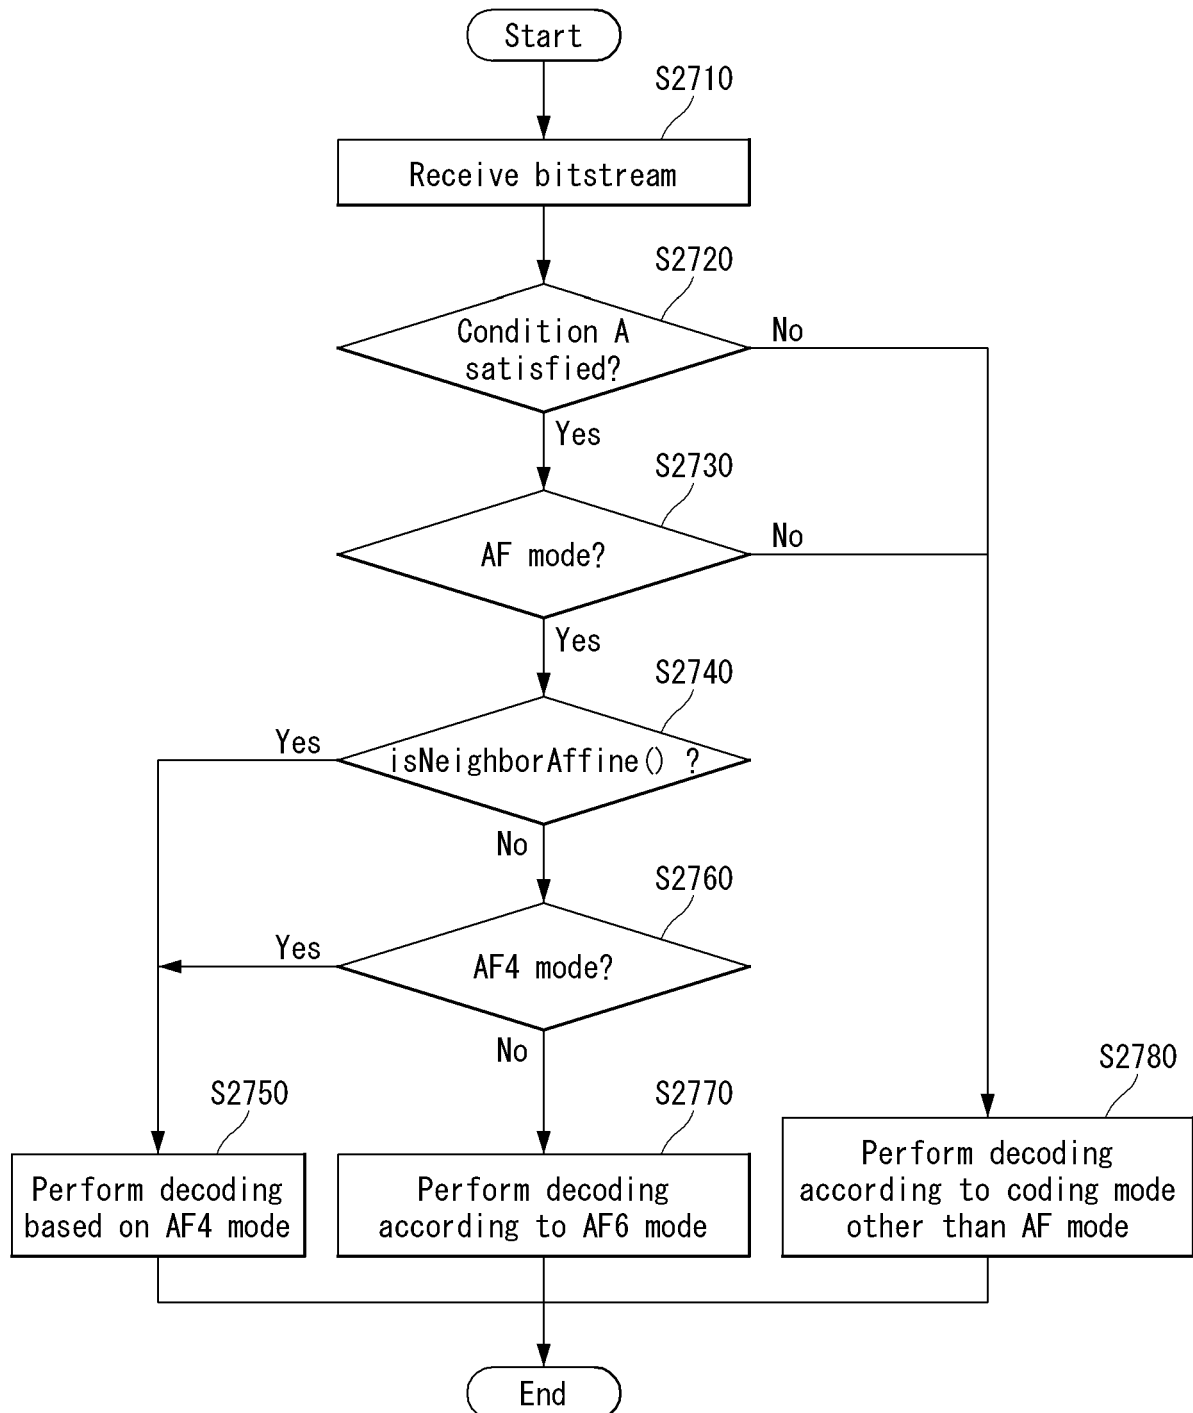 Start
S2710
Receive bitstream
S2720
Condition A
satisfied?
No
Yes
S2730
AF mode?
No
Yes
S2740
Yes
isNeighborAffine() ?
No
S2760
Yes
AF4 mode?
No
S2750
S2770
S2780
Perform decoding
based on AF4 mode
Perform decoding
according to AF6 mode
Perform decoding
according to coding mode
other than AF mode
End